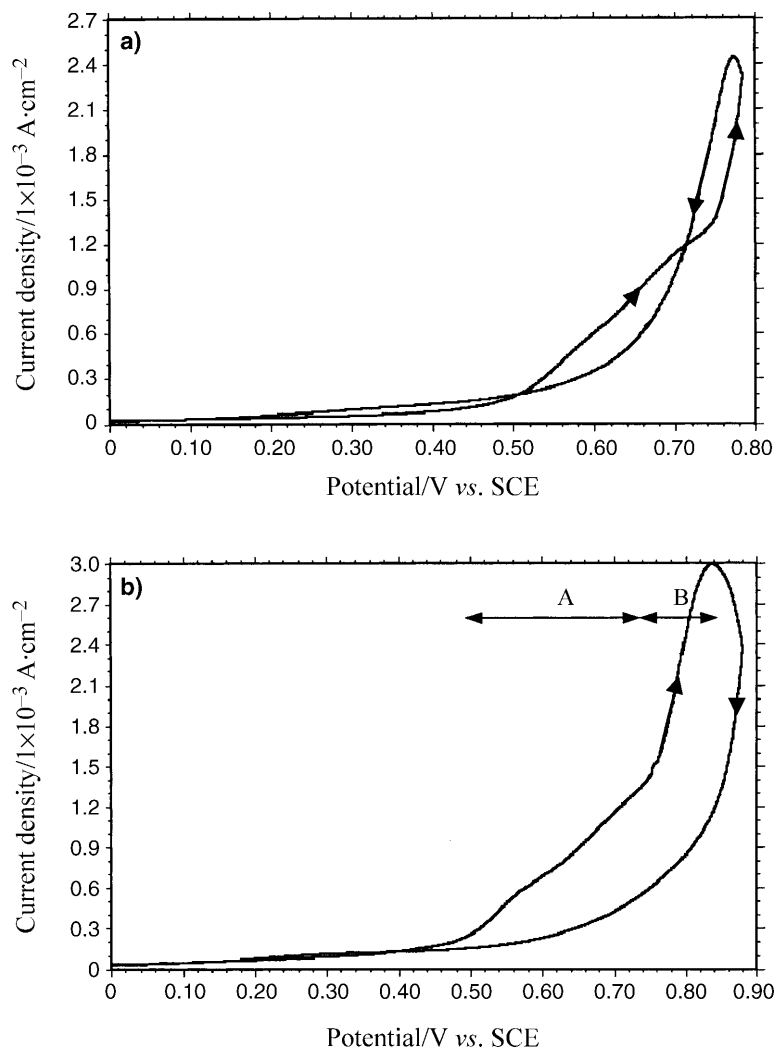 a)
2.7
2.4
2.1
1.8
1.5
1.2
0.9
0.6
0.3
0
0 0.10 0.20 0.30 0.40 0.50 0.60 0.70 0.80
Current density/1×10⁻³ A·cm⁻²
Potential/V vs. SCE
b)
A B
3.0
2.7
2.4
2.1
1.8
1.5
1.2
0.9
0.6
0.3
0
0 0.10 0.20 0.30 0.40 0.50 0.60 0.70 0.80 0.90
Current density/1×10⁻³ A·cm⁻²
Potential/V vs. SCE